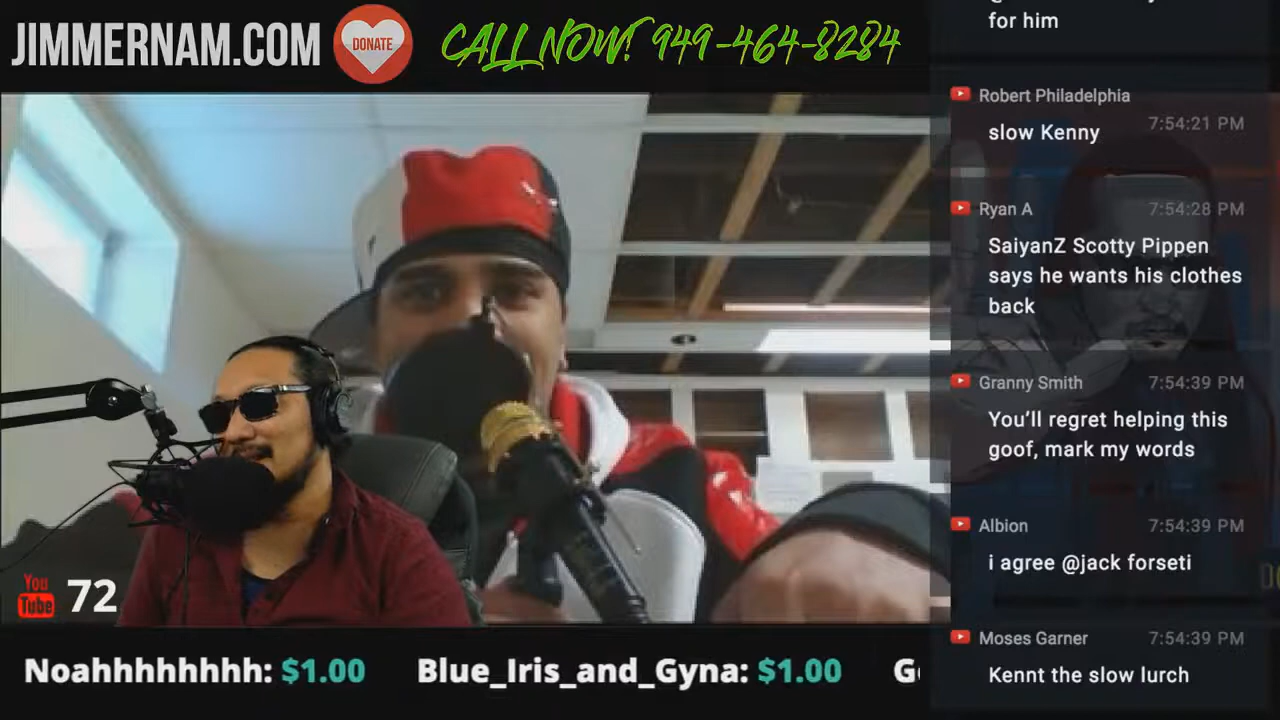 JIMMERNAM.COM
DONATE
CALL NOW! 949-464-8284
for him
Robert Philadelphia
7:54:21 PM
slow Kenny
Ryan A
7:54:28 PM
SaiyanZ Scotty Pippen
says he wants his clothes
back
Granny Smith
7:54:39 PM
You'll regret helping this
goof, mark my words
Albion
7:54:39 PM
i agree @jack forseti
Moses Garner
7:54:39 PM
Kennt the slow lurch
You
Tube
72
Noahhhhhhhhh: $1.00 Blue_Iris_and_Gyna: $1.00